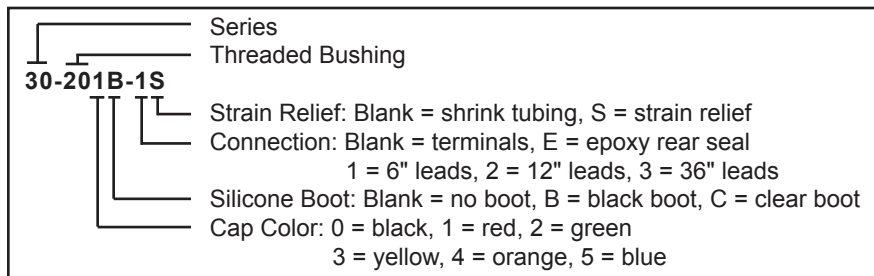 Series
Threaded Bushing
30-201B-1S
Strain Relief: Blank = shrink tubing, S = strain relief
Connection: Blank = terminals, E = epoxy rear seal
1 = 6" leads, 2 = 12" leads, 3 = 36" leads
Silicone Boot: Blank = no boot, B = black boot, C = clear boot
Cap Color: 0 = black, 1 = red, 2 = green
3 = yellow, 4 = orange, 5 = blue